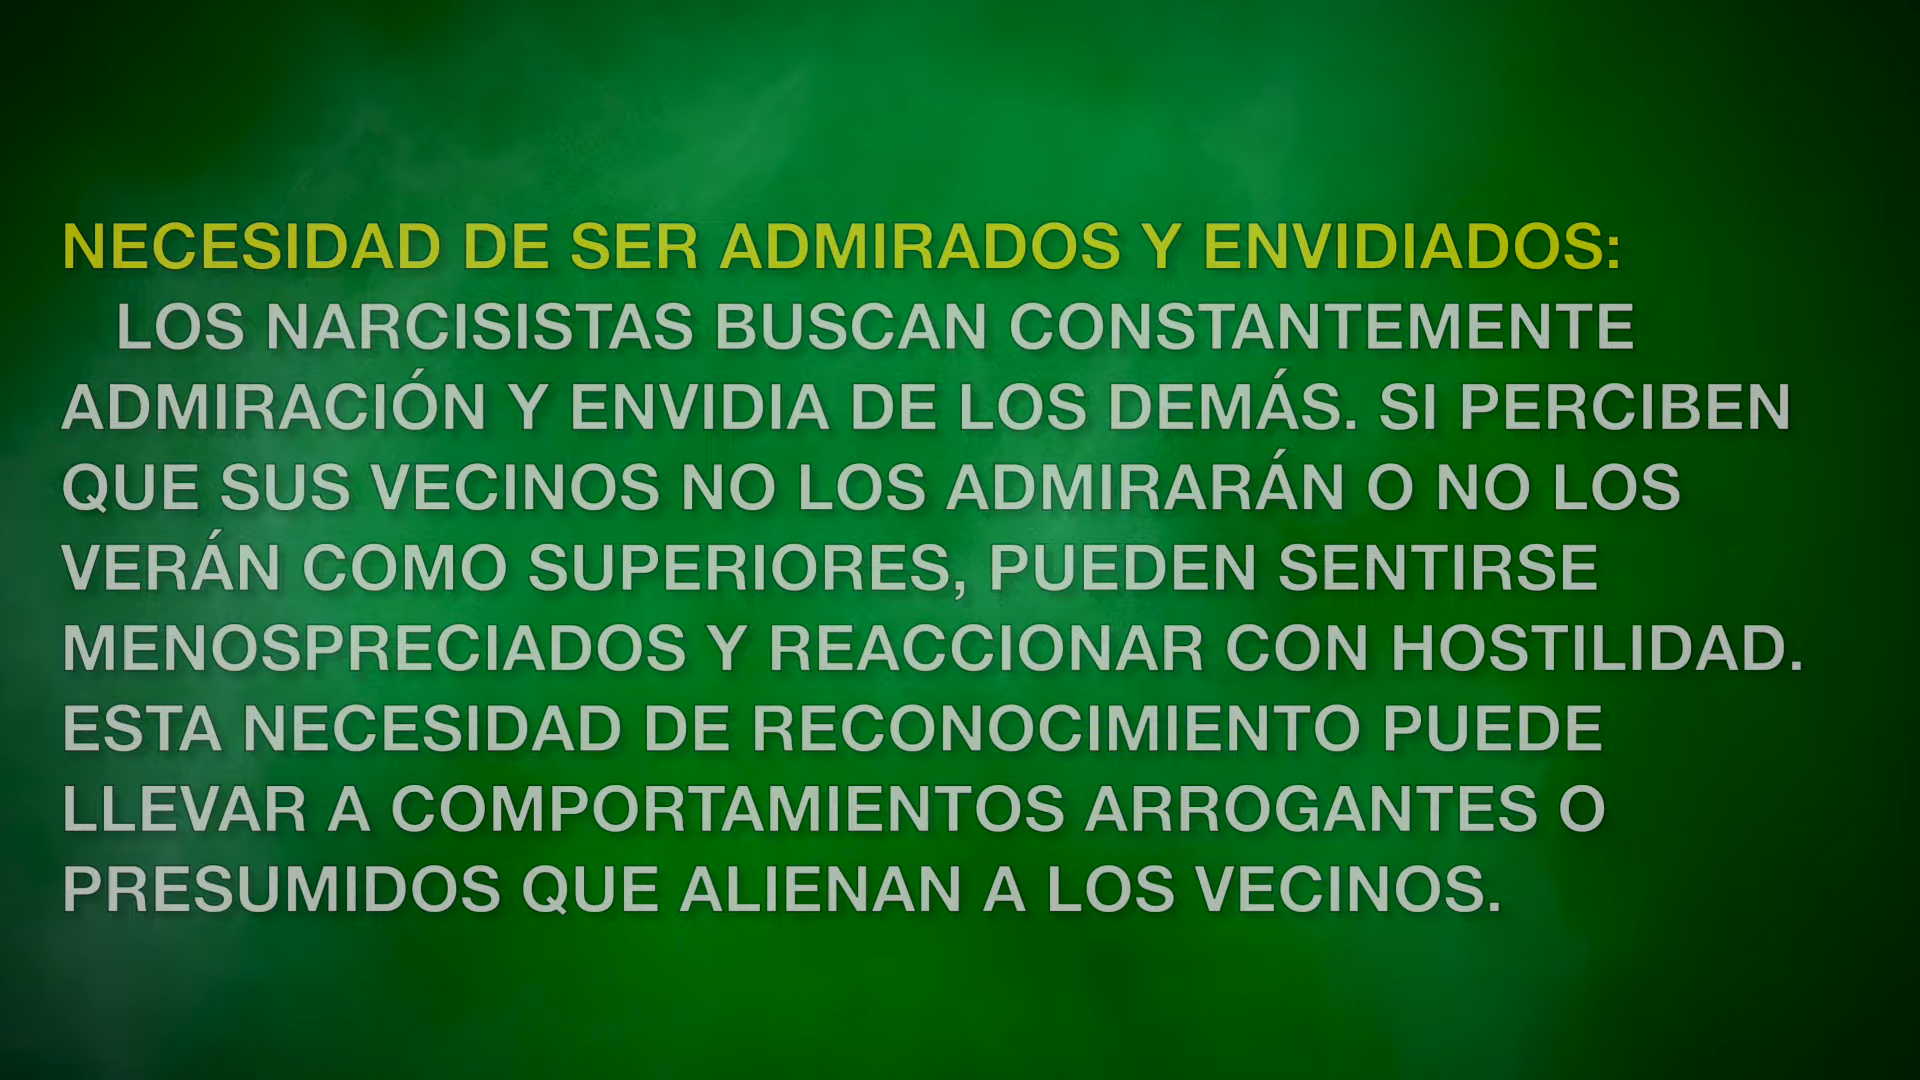 NECESIDAD DE SER ADMIRADOS Y ENVIDIADOS:
LOS NARCISISTAS BUSCAN CONSTANTEMENTE
ADMIRACIÓN Y ENVIDIA DE LOS DEMÁS. SI PERCIBEN
QUE SUS VECINOS NO LOS ADMIRARÁN O NO LOS
VERÁN COMO SUPERIORES, PUEDEN SENTIRSE
MENOSPRECIADOS Y REACCIONAR CON HOSTILIDAD.
ESTA NECESIDAD DE RECONOCIMIENTO PUEDE
LLEVAR A COMPORTAMIENTOS ARROGANTES O
PRESUMIDOS QUE ALIENAN A LOS VECINOS.